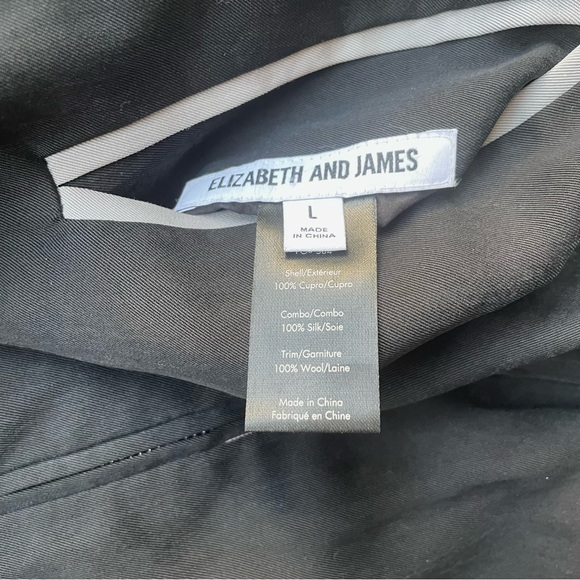 ELIZABETH AND JAMES
L
MADE
IN CHINA
Shell/Extérieur
100% Cupro/Cupro
Combo/Combo
100% Silk/Soie
Trim/Garniture
100% Wool/Laine
Made in China
Fabriqué en Chine